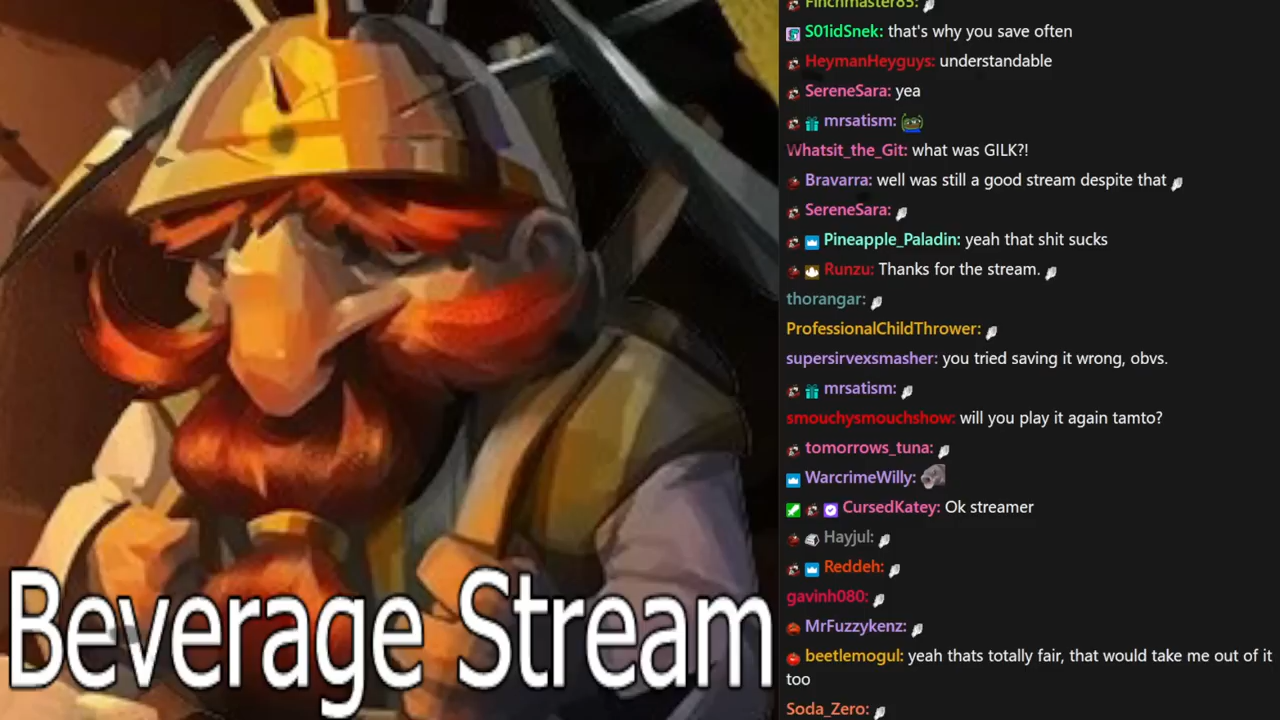 Beverage Stream
Finchmaster85:
S01idSnek: that's why you save often
HeymanHeyguys: understandable
SereneSara: yea
mrsatism:
Whatsit_the_Git: what was GILK?!
Bravarra: well was still a good stream despite that
SereneSara:
Pineapple_Paladin: yeah that shit sucks
Runzu: Thanks for the stream.
thorangar:
ProfessionalChildThrower:
supersirvexsmasher: you tried saving it wrong, obvs.
mrsatism:
smouchysmouchshow: will you play it again tamto?
tomorrows_tuna:
WarcrimeWilly:
CursedKatey: Ok streamer
Hayjul:
Reddeh:
gavinh080:
MrFuzzykenz:
beetlemogul: yeah thats totally fair, that would take me out of it
too
Soda_Zero: